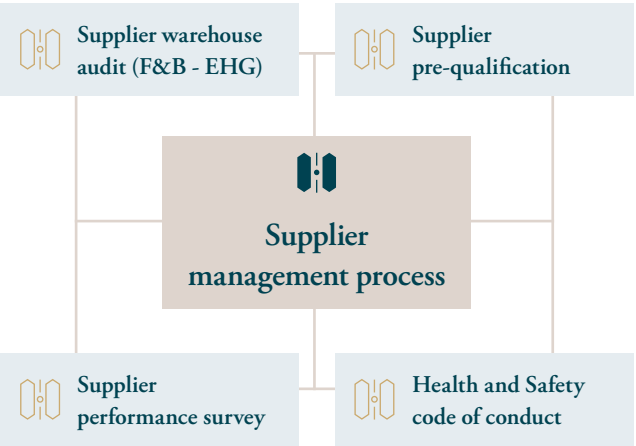 Supplier warehouse
audit (F&B - EHG)
Supplier
pre-qualification
Supplier
management process
Supplier
performance survey
Health and Safety
code of conduct